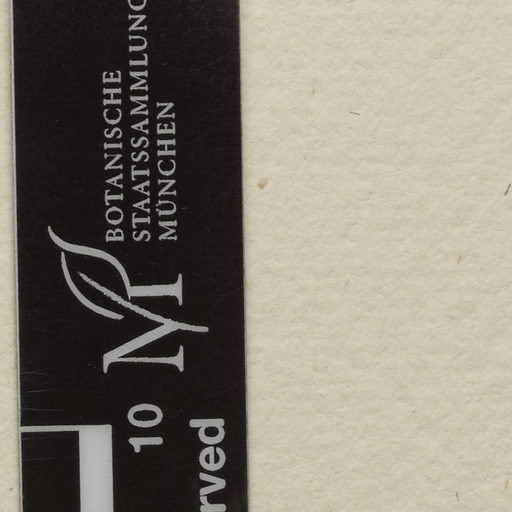 BOTANISCHE
STAATSSAMMLUNG
MÜNCHEN
M
10
rved